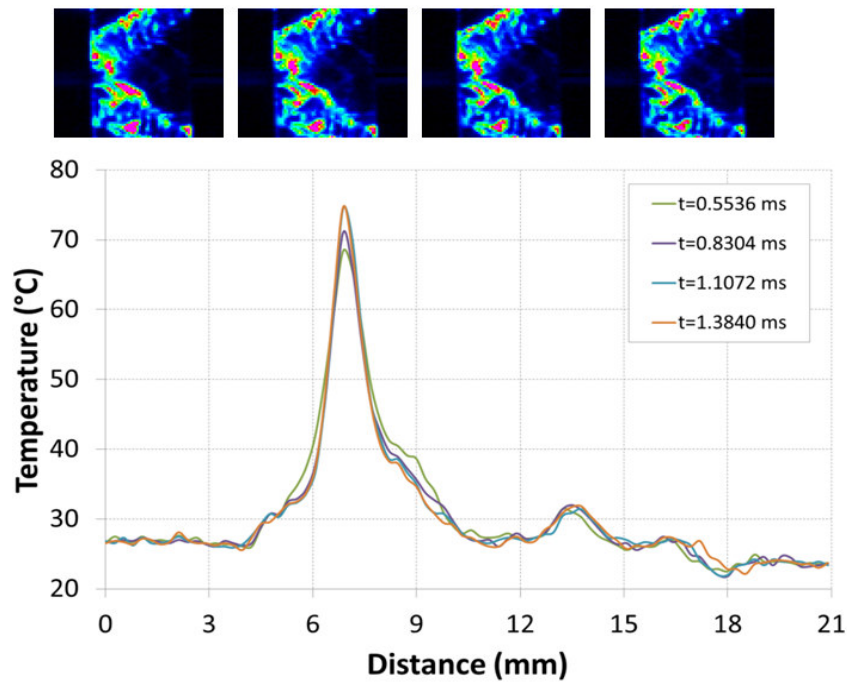 80
70
60
50
40
30
20
Temperature (°C)
t=0.5536 ms
t=0.8304 ms
t=1.1072 ms
t=1.3840 ms
0 3 6 9 12 15 18 21
Distance (mm)